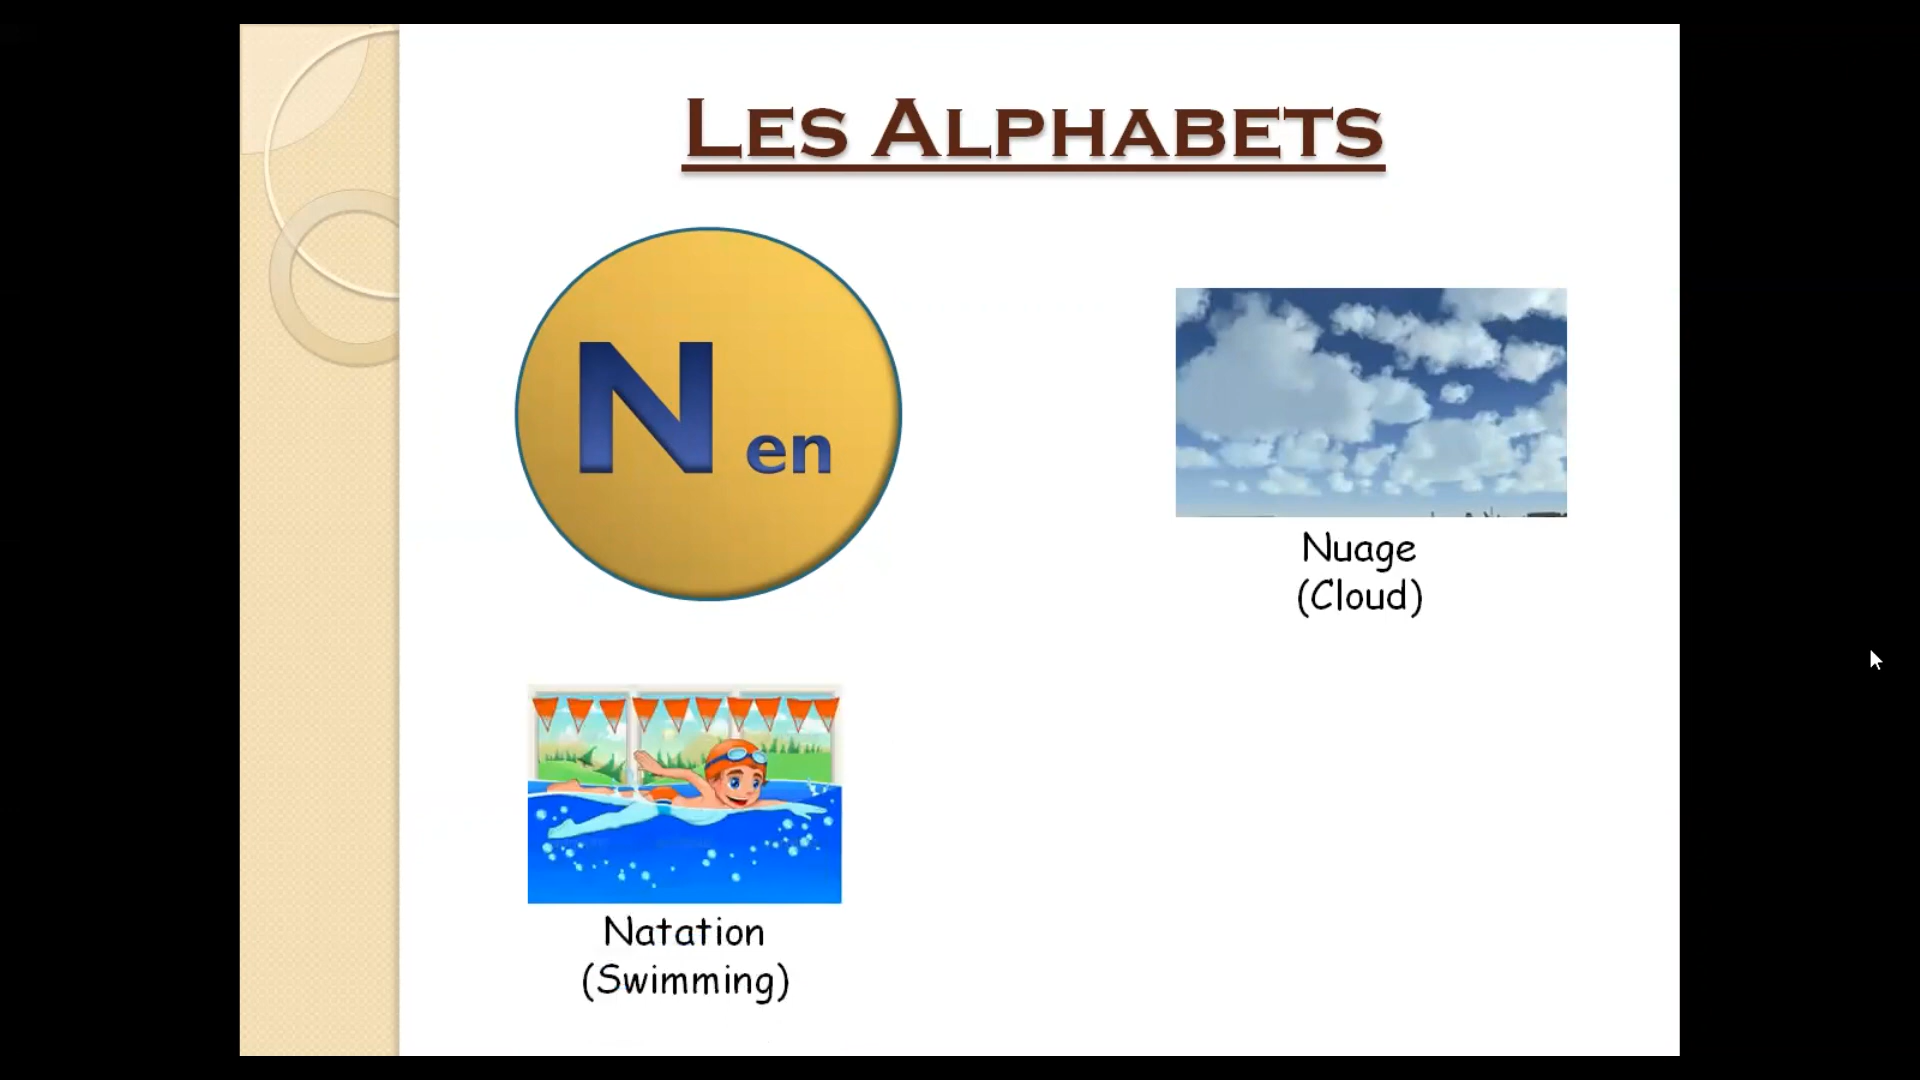 Les Alphabets
N en
Nuage
(Cloud)
Natation
(Swimming)